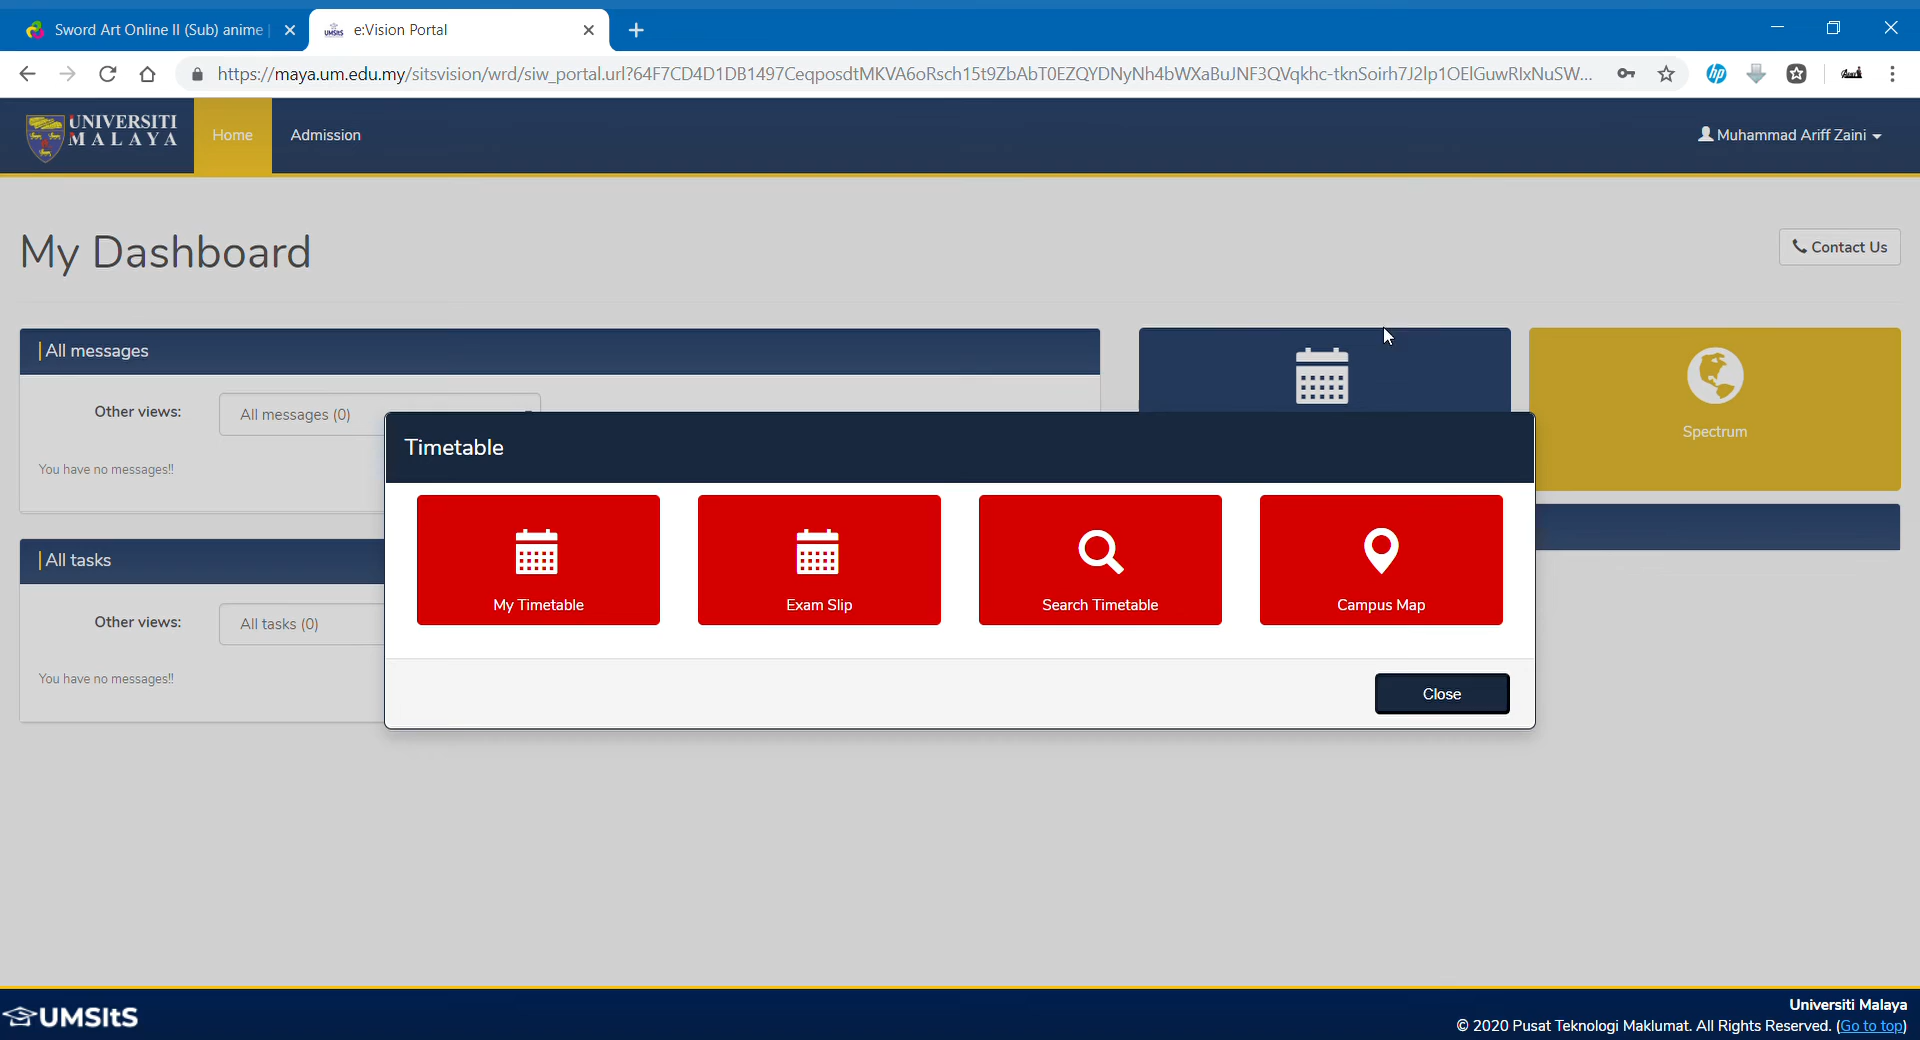 Sword Art Online II (Sub) anime
e:Vision Portal
https://maya.um.edu.my/sitsvision/wrd/siw_portal.url?64F7CD4D1DB1497CeqposdtMKVA6oRsch15t9ZbAbT0EZQYDNyNh4bWXaBuJNF3QVqkhc-tknSoirh7J2lp1OElGuwRIxNuSW...
UNIVERSITI
MALAYA
Home
Admission
Muhammad Ariff Zaini
My Dashboard
Contact Us
All messages
Other views:
All messages (0)
You have no messages!!
Spectrum
Timetable
My Timetable
Exam Slip
Search Timetable
Campus Map
Close
All tasks
Other views:
All tasks (0)
You have no messages!!
UMSItS
Universiti Malaya
© 2020 Pusat Teknologi Maklumat. All Rights Reserved. (Go to top)